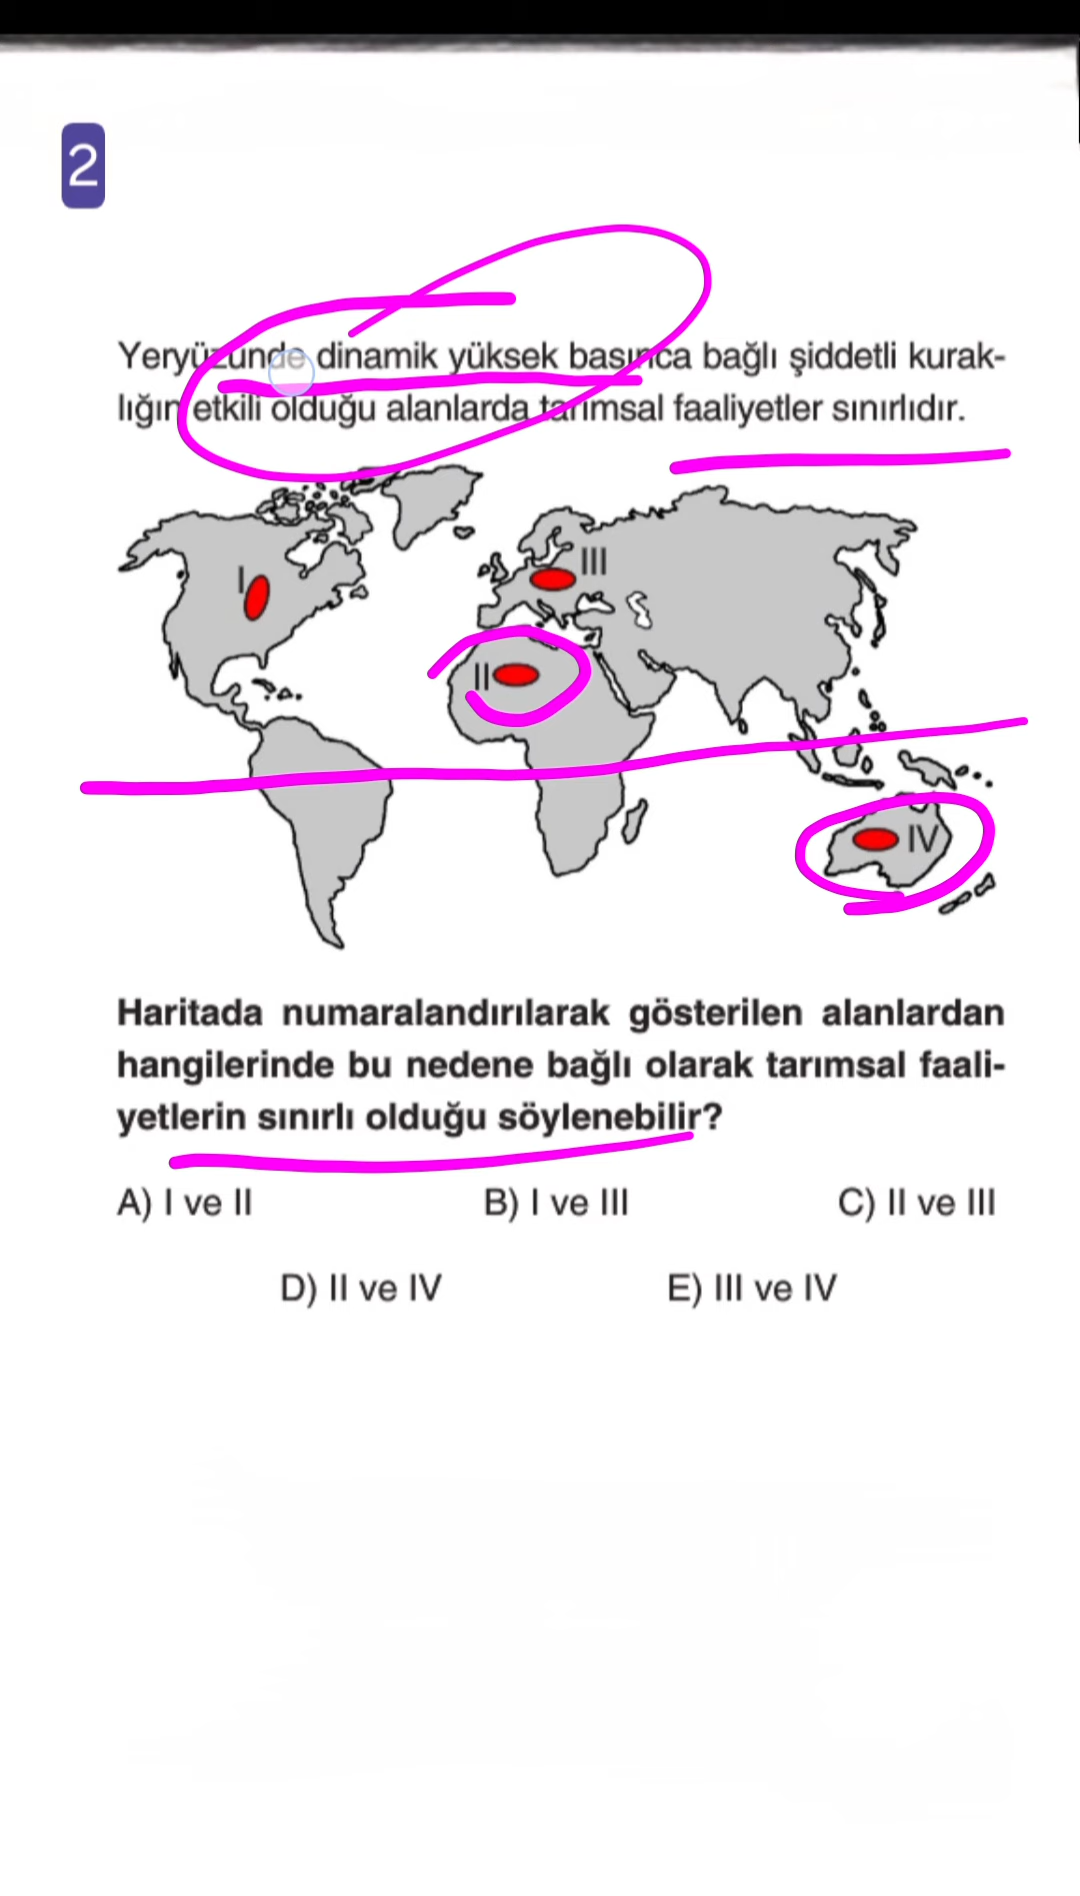 2
Yeryüzünde dinamik yüksek basınca bağlı şiddetli kurak-
lığın etkili olduğu alanlarda tarımsal faaliyetler sınırlıdır.
I
III
II
IV
Haritada numaralandırılarak gösterilen alanlardan
hangilerinde bu nedene bağlı olarak tarımsal faali-
yetlerin sınırlı olduğu söylenebilir?
A) I ve II B) I ve III C) II ve III
D) II ve IV E) III ve IV